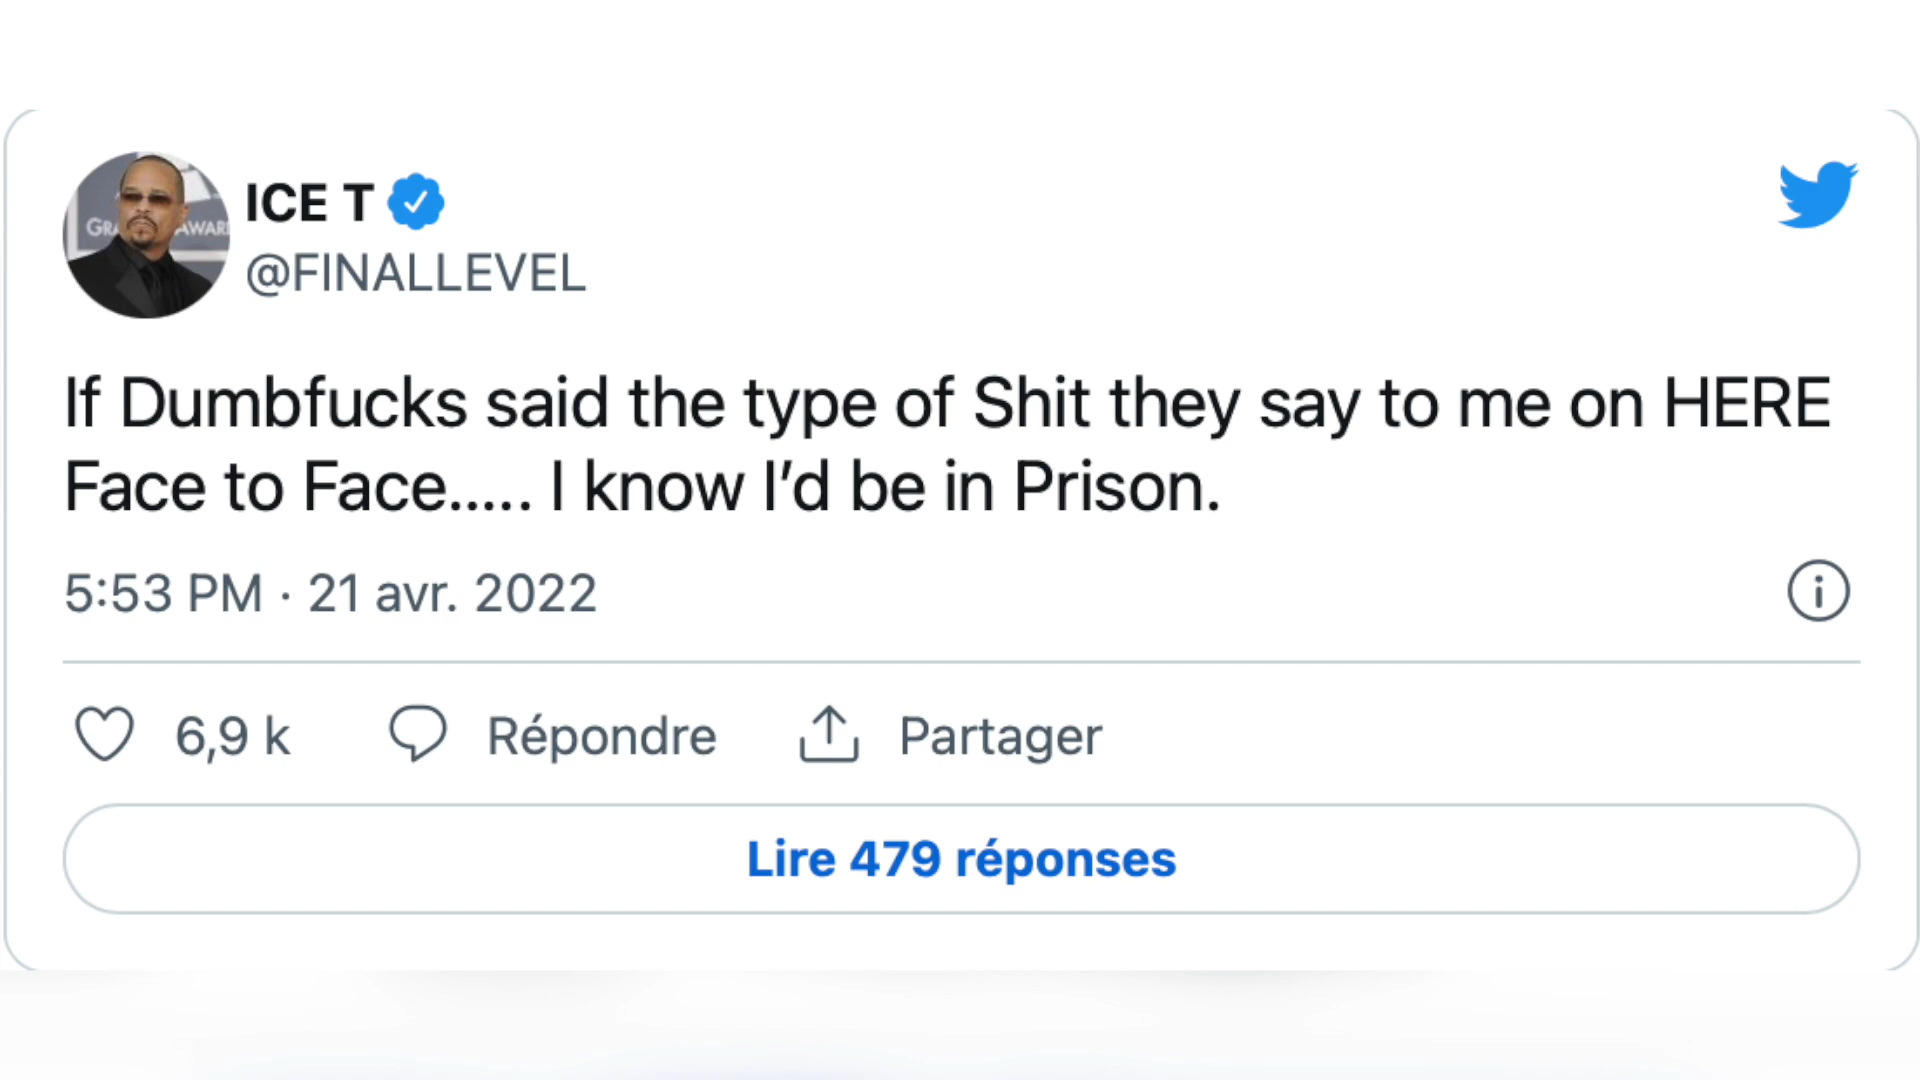 ICE T
@FINALLEVEL
If Dumbfucks said the type of Shit they say to me on HERE
Face to Face..... I know I’d be in Prison.
5:53 PM · 21 avr. 2022
6,9 k Répondre Partager
Lire 479 réponses